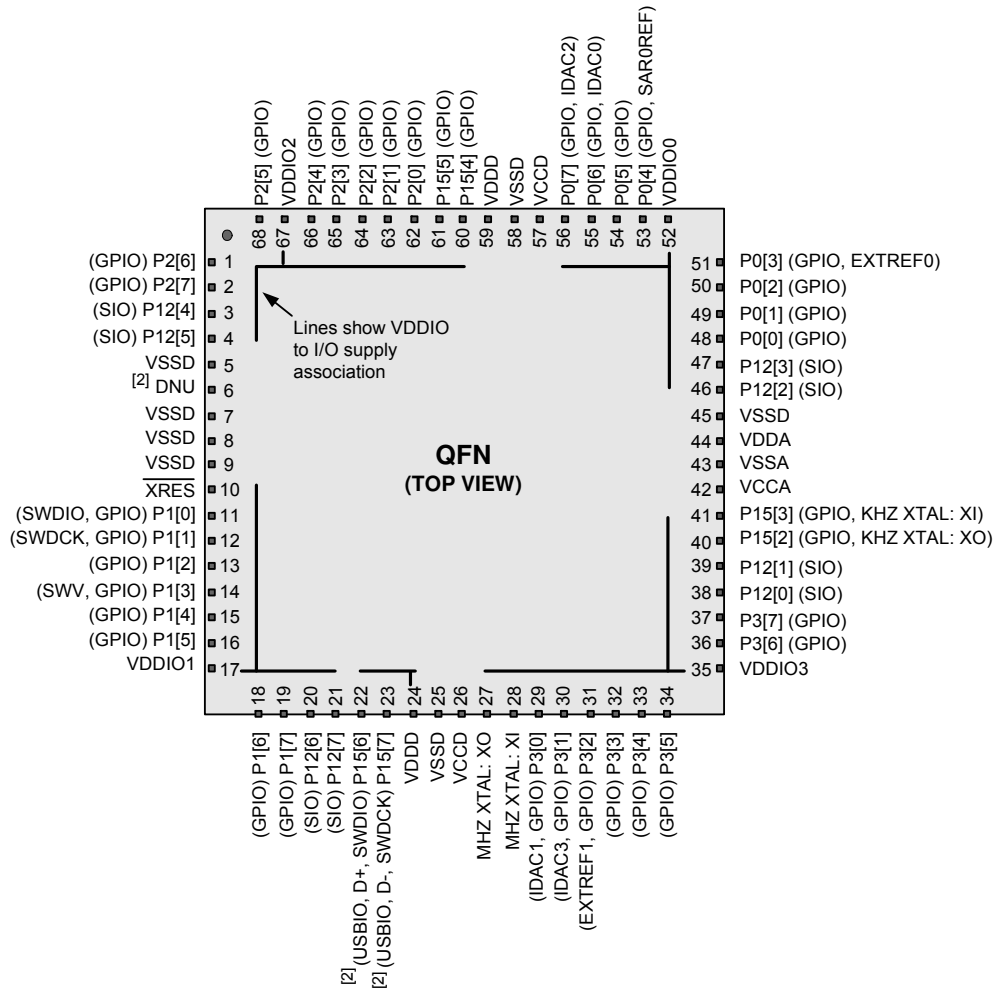 P2[5] (GPIO)
VDDIO2
P2[4] (GPIO)
P2[3] (GPIO)
P2[2] (GPIO)
P2[1] (GPIO)
P2[0] (GPIO)
P15[5] (GPIO)
P15[4] (GPIO)
VDDD
VSSD
VCCD
P0[7] (GPIO, IDAC2)
P0[6] (GPIO, IDAC0)
P0[5] (GPIO)
P0[4] (GPIO, SAR0REF)
VDDIO0
68
67
66
65
64
63
62
61
60
59
58
57
56
55
54
53
52
(GPIO) P2[6] 1
(GPIO) P2[7] 2
(SIO) P12[4] 3
(SIO) P12[5] 4
VSSD 5
[2] DNU 6
VSSD 7
VSSD 8
VSSD 9
XRES 10
(SWDIO, GPIO) P1[0] 11
(SWDCK, GPIO) P1[1] 12
(GPIO) P1[2] 13
(SWV, GPIO) P1[3] 14
(GPIO) P1[4] 15
(GPIO) P1[5] 16
VDDIO1 17
Lines show VDDIO
to I/O supply
association
QFN
(TOP VIEW)
51 P0[3] (GPIO, EXTREF0)
50 P0[2] (GPIO)
49 P0[1] (GPIO)
48 P0[0] (GPIO)
47 P12[3] (SIO)
46 P12[2] (SIO)
45 VSSD
44 VDDA
43 VSSA
42 VCCA
41 P15[3] (GPIO, KHZ XTAL: XI)
40 P15[2] (GPIO, KHZ XTAL: XO)
39 P12[1] (SIO)
38 P12[0] (SIO)
37 P3[7] (GPIO)
36 P3[6] (GPIO)
35 VDDIO3
18
19
20
21
22
23
24
25
26
27
28
29
30
31
32
33
34
(GPIO) P1[6]
(GPIO) P1[7]
(SIO) P12[6]
(SIO) P12[7]
[2] (USBIO, D+, SWDIO) P15[6]
[2] (USBIO, D-, SWDCK) P15[7]
VDDD
VSSD
VCCD
MHZ XTAL: XO
MHZ XTAL: XI
(IDAC1, GPIO) P3[0]
(IDAC3, GPIO) P3[1]
(EXTREF1, GPIO) P3[2]
(GPIO) P3[3]
(GPIO) P3[4]
(GPIO) P3[5]